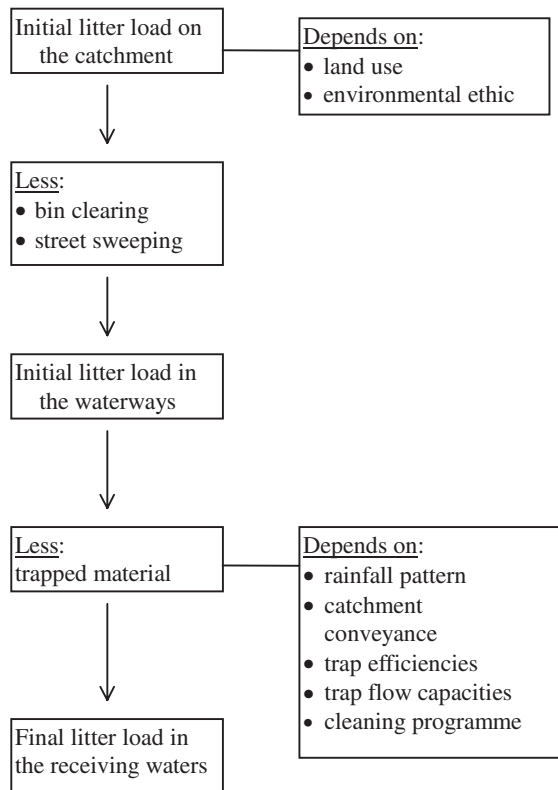 Initial litter load on
the catchment
Depends on:
• land use
• environmental ethic
Less:
• bin clearing
• street sweeping
Initial litter load in
the waterways
Less:
trapped material
Depends on:
• rainfall pattern
• catchment
conveyance
• trap efficiencies
• trap flow capacities
• cleaning programme
Final litter load in
the receiving waters